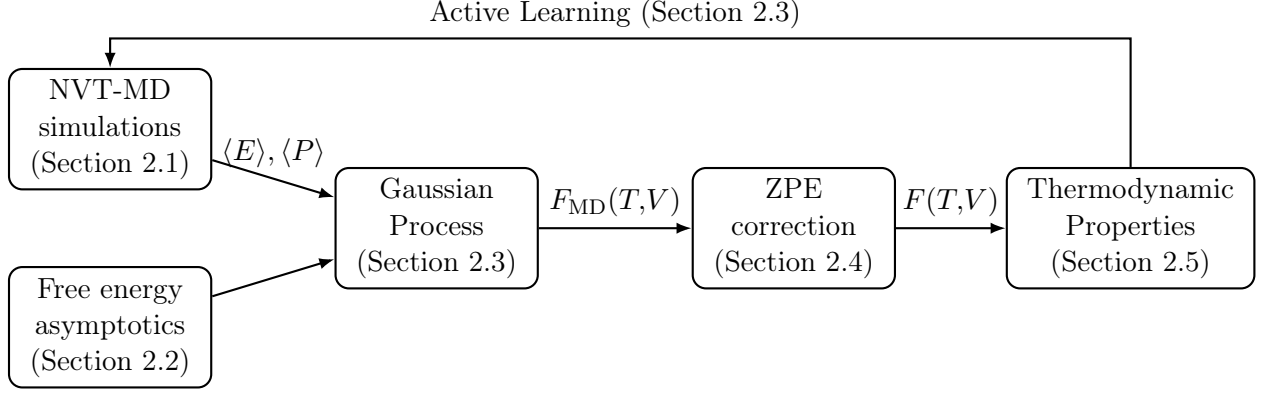 Active Learning (Section 2.3)
NVT-MD
simulations
(Section 2.1)
⟨E⟩, ⟨P⟩
Free energy
asymptotics
(Section 2.2)
Gaussian
Process
(Section 2.3)
F_MD(T,V)
ZPE
correction
(Section 2.4)
F(T,V)
Thermodynamic
Properties
(Section 2.5)